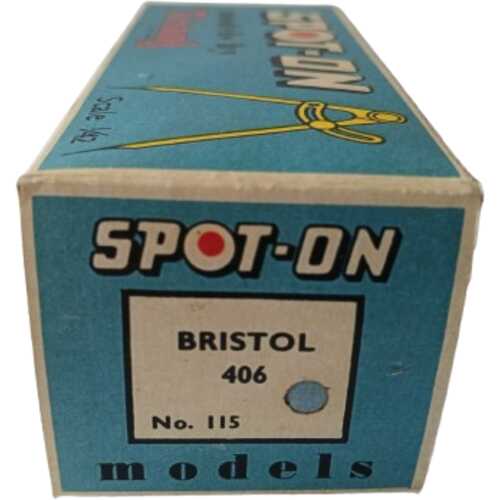 SPOT-ON
Scale 1/42
SPOT-ON
BRISTOL
406
No. 115
models